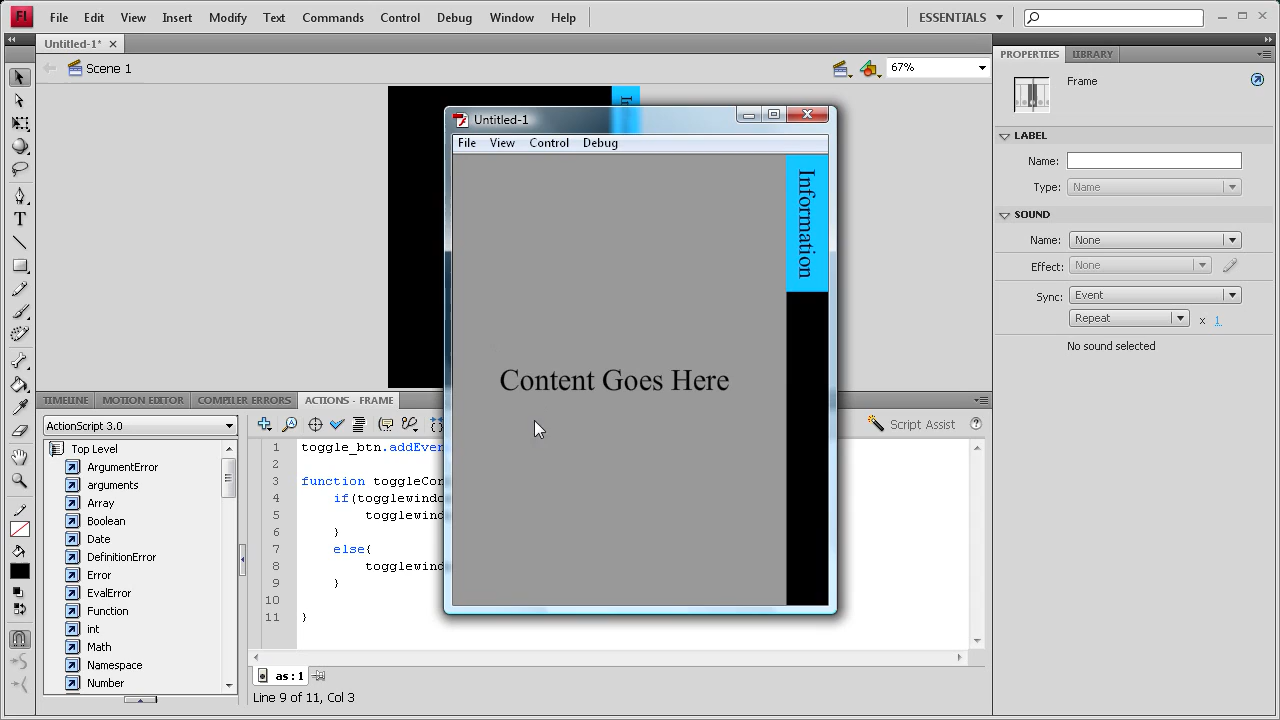 Fl File Edit View Insert Modify Text Commands Control Debug Window Help ESSENTIALS
Untitled-1*
Scene 1
67%
PROPERTIES LIBRARY
Frame
LABEL
Name:
Type: Name
SOUND
Name: None
Effect: None
Sync: Event
Repeat x 1
No sound selected
Untitled-1
File View Control Debug
Information
Content Goes Here
TIMELINE MOTION EDITOR COMPILER ERRORS ACTIONS - FRAME
ActionScript 3.0
Script Assist
Top Level
ArgumentError
arguments
Array
Boolean
Date
DefinitionError
Error
EvalError
Function
int
Math
Namespace
Number
1 toggle_btn.addEve
2
3 function toggleCo
4 if(togglewind
5 togglewind
6 }
7 else{
8 togglewind
9 }
10
11 }
as : 1
Line 9 of 11, Col 3